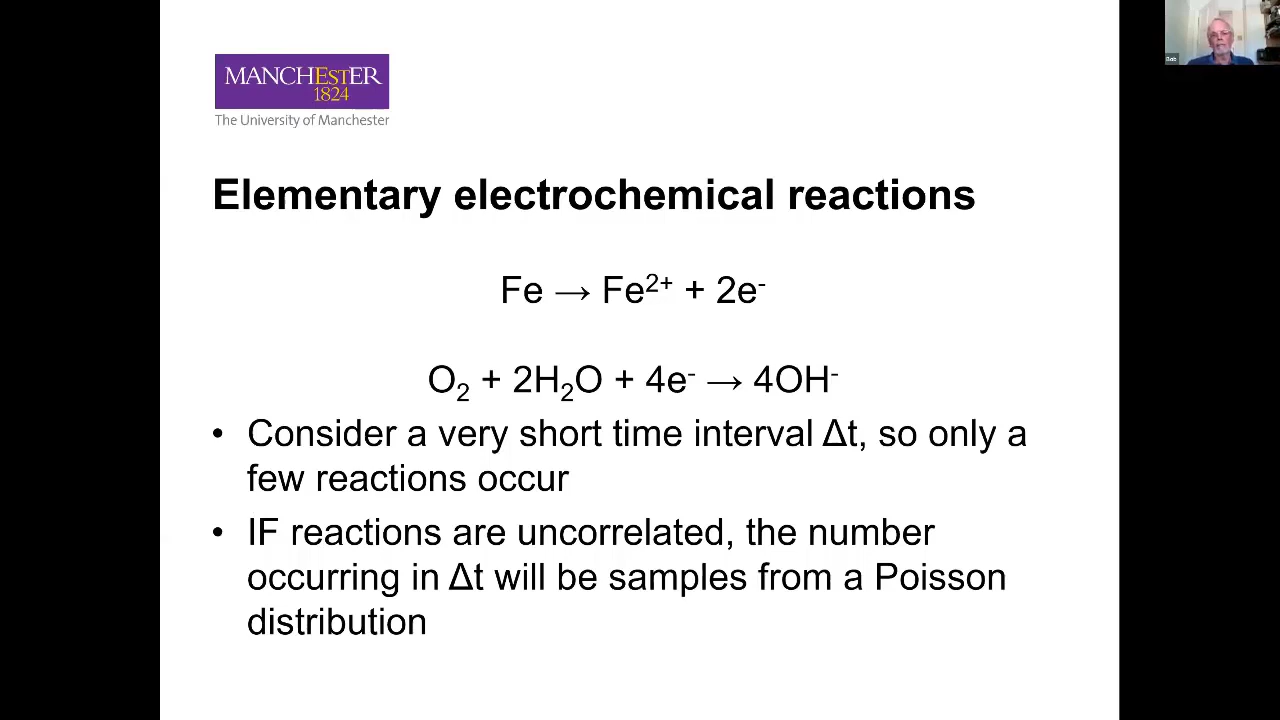 MANCHESTER
1824
The University of Manchester
Bob
Elementary electrochemical reactions
Fe → Fe²⁺ + 2e⁻
O₂ + 2H₂O + 4e⁻ → 4OH⁻
• Consider a very short time interval Δt, so only a
few reactions occur
• IF reactions are uncorrelated, the number
occurring in Δt will be samples from a Poisson
distribution